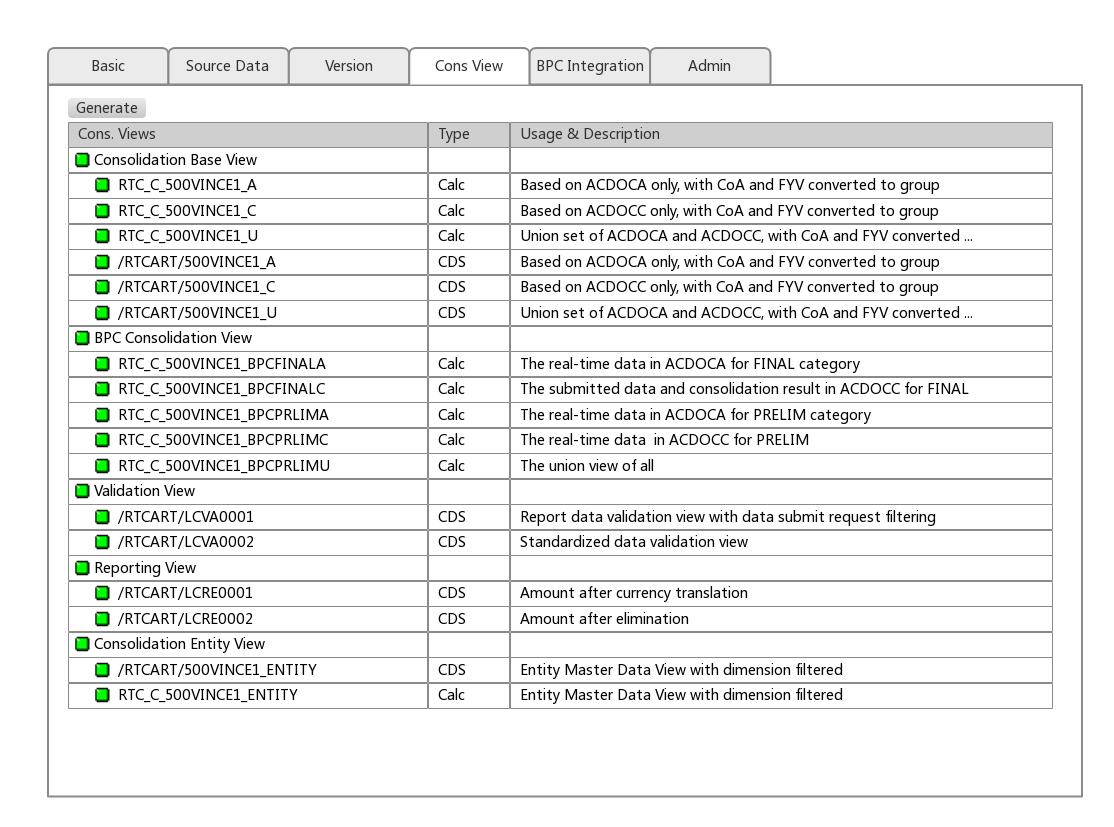 Basic Source Data Version Cons View BPC Integration Admin
Generate
Cons. Views Type Usage & Description
Consolidation Base View
RTC_C_500VINCE1_A Calc Based on ACDOCA only, with CoA and FYV converted to group
RTC_C_500VINCE1_C Calc Based on ACDOCC only, with CoA and FYV converted to group
RTC_C_500VINCE1_U Calc Union set of ACDOCA and ACDOCC, with CoA and FYV converted ...
/RTCART/500VINCE1_A CDS Based on ACDOCA only, with CoA and FYV converted to group
/RTCART/500VINCE1_C CDS Based on ACDOCC only, with CoA and FYV converted to group
/RTCART/500VINCE1_U CDS Union set of ACDOCA and ACDOCC, with CoA and FYV converted ...
BPC Consolidation View
RTC_C_500VINCE1_BPCFINALA Calc The real-time data in ACDOCA for FINAL category
RTC_C_500VINCE1_BPCFINALC Calc The submitted data and consolidation result in ACDOCC for FINAL
RTC_C_500VINCE1_BPCPRLIMA Calc The real-time data in ACDOCA for PRELIM category
RTC_C_500VINCE1_BPCPRLIMC Calc The real-time data in ACDOCC for PRELIM
RTC_C_500VINCE1_BPCPRLIMU Calc The union view of all
Validation View
/RTCART/LCVA0001 CDS Report data validation view with data submit request filtering
/RTCART/LCVA0002 CDS Standardized data validation view
Reporting View
/RTCART/LCRE0001 CDS Amount after currency translation
/RTCART/LCRE0002 CDS Amount after elimination
Consolidation Entity View
/RTCART/500VINCE1_ENTITY CDS Entity Master Data View with dimension filtered
RTC_C_500VINCE1_ENTITY Calc Entity Master Data View with dimension filtered